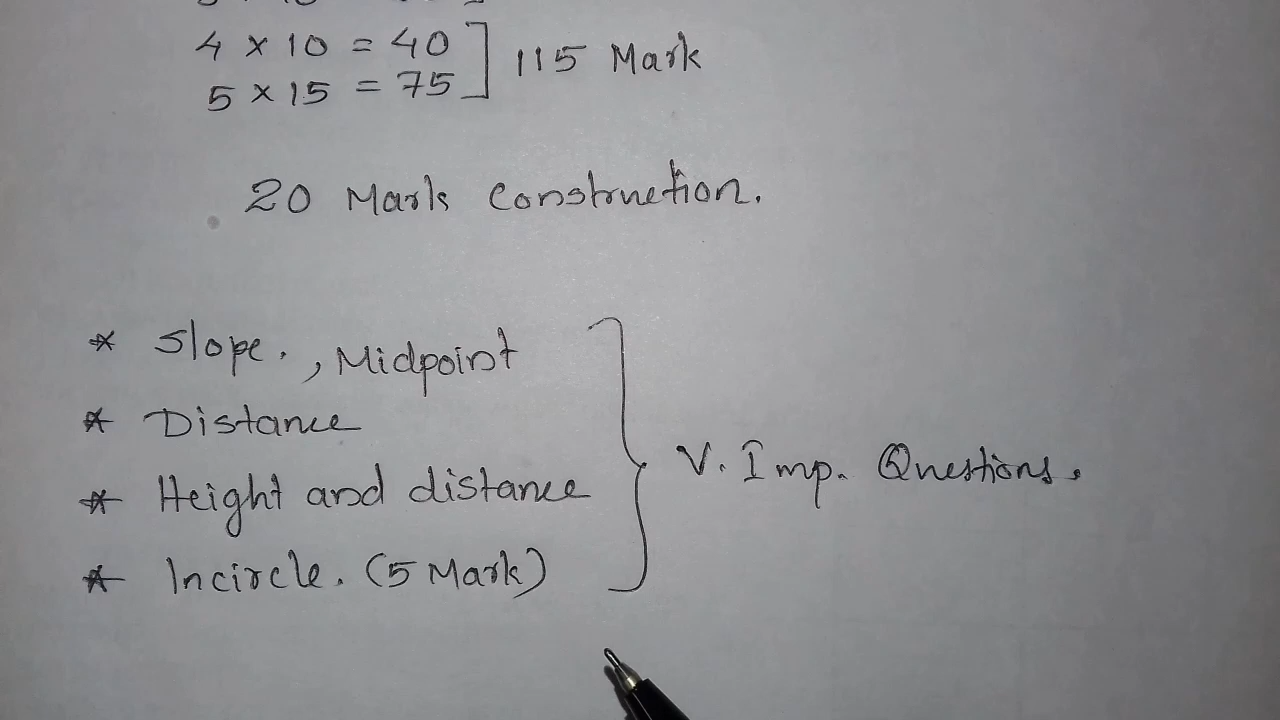 4 × 10 = 40
5 × 15 = 75 ] 115 Mark
20 Marks Construction.
* Slope. , Midpoint
* Distance
* Height and distance
* Incircle. (5 Mark)
V. Imp. Questions.